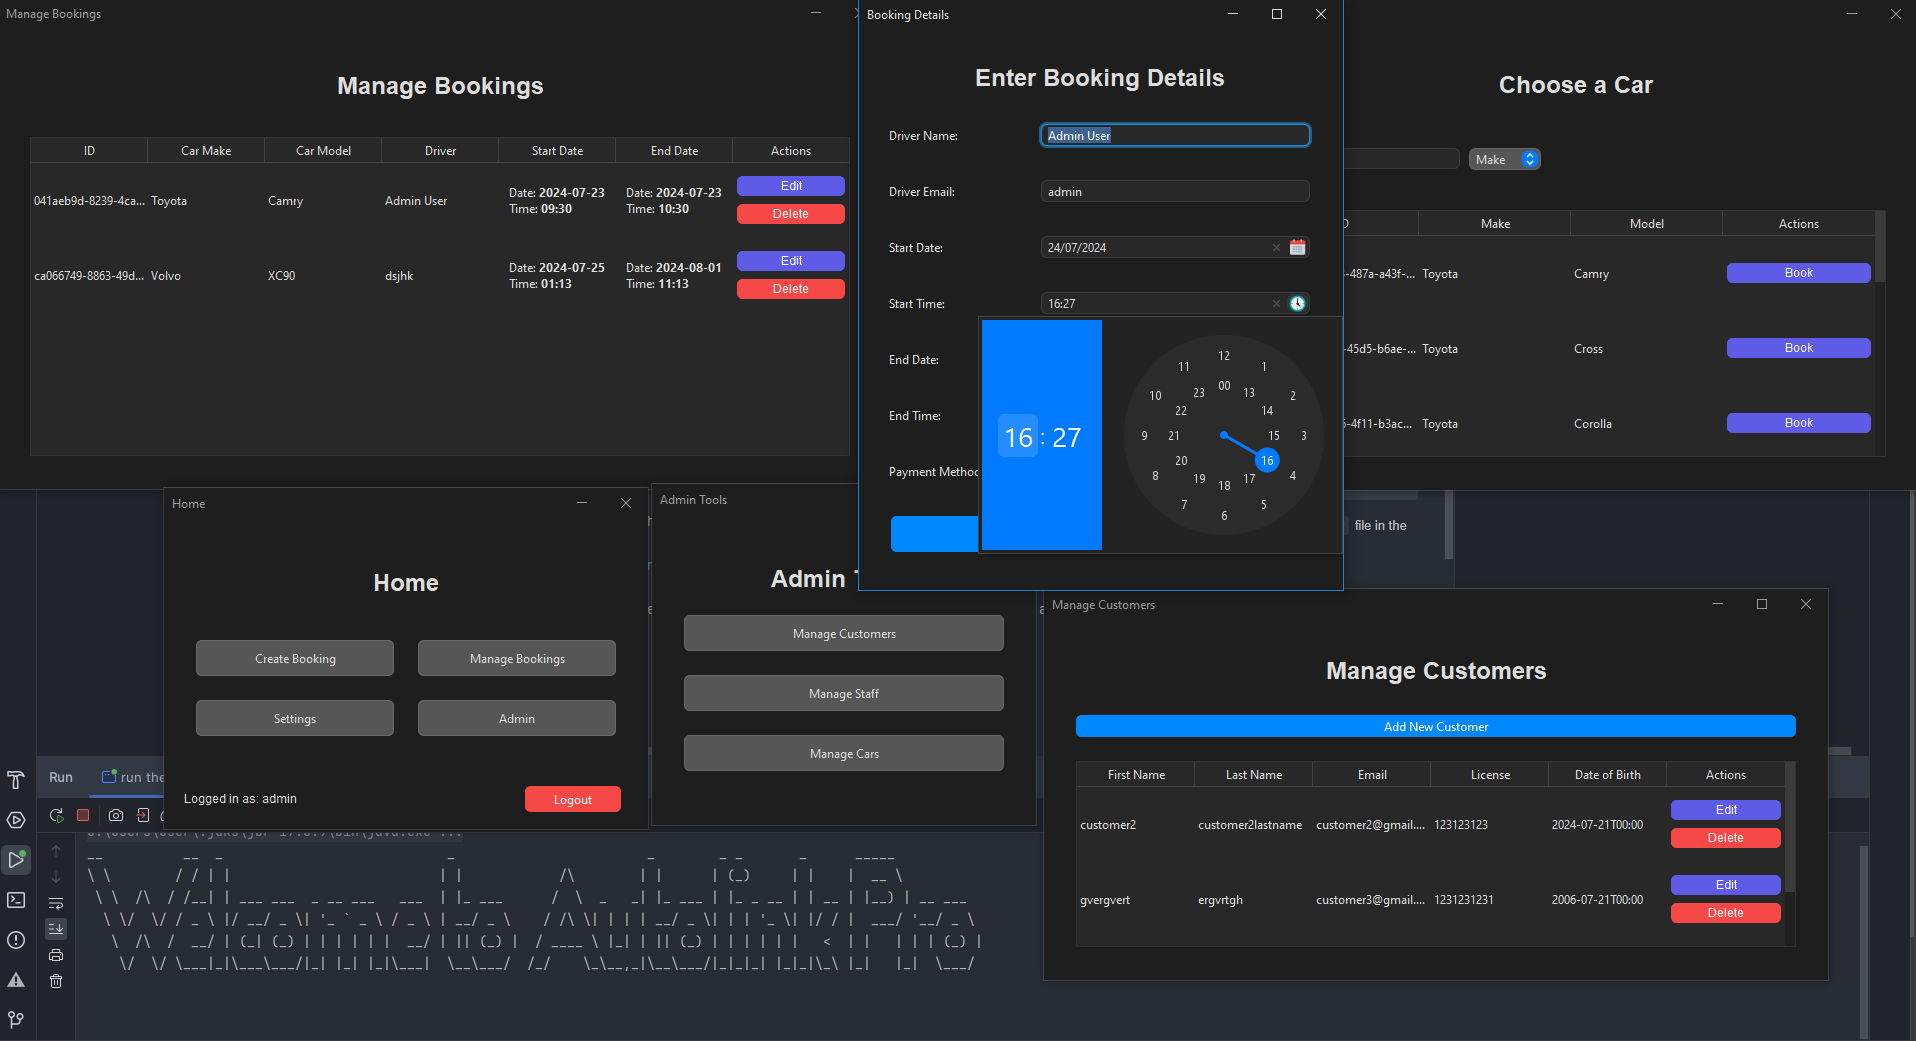 Manage Bookings
Manage Bookings
ID Car Make Car Model Driver Start Date End Date Actions
041aeb9d-8239-4ca... Toyota Camry Admin User Date: 2024-07-23 Time: 09:30 Date: 2024-07-23 Time: 10:30 Edit Delete
ca066749-8863-49d... Volvo XC90 dsjhk Date: 2024-07-25 Time: 01:13 Date: 2024-08-01 Time: 11:13 Edit Delete
Booking Details
Enter Booking Details
Driver Name: Admin User
Driver Email: admin
Start Date: 24/07/2024
Start Time: 16:27
End Date:
End Time:
Payment Method
16 : 27
12
11 1
00
23 13
10 2
22 14
9 21 15 3
20 16
8 4
19 17
18
7 5
6
Choose a Car
Make
Make Model Actions
-487a-a43f-... Toyota Camry Book
-45d5-b6ae-... Toyota Cross Book
-4f11-b3ac... Toyota Corolla Book
file in the
Home
Home
Create Booking Manage Bookings
Settings Admin
Logged in as: admin Logout
Admin Tools
Admin
Manage Customers
Manage Staff
Manage Cars
Manage Customers
Manage Customers
Add New Customer
First Name Last Name Email License Date of Birth Actions
customer2 customer2lastname customer2@gmail.... 123123123 2024-07-21T00:00 Edit Delete
gvergvert ergvrtgh customer3@gmail.... 1231231231 2006-07-21T00:00 Edit Delete
Run run the
Welcome to AutolinkPro